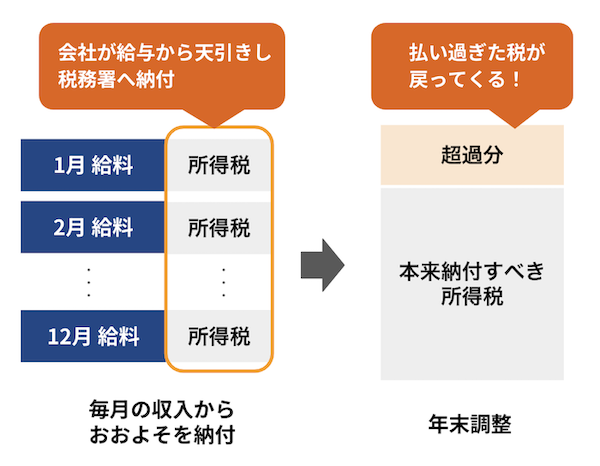 会社が給与から天引きし
税務署へ納付
払い過ぎた税が
戻ってくる！
1月 給料
所得税
2月 給料
所得税
⋮
⋮
12月 給料
所得税
毎月の収入から
おおよそを納付
超過分
本来納付すべき
所得税
年末調整